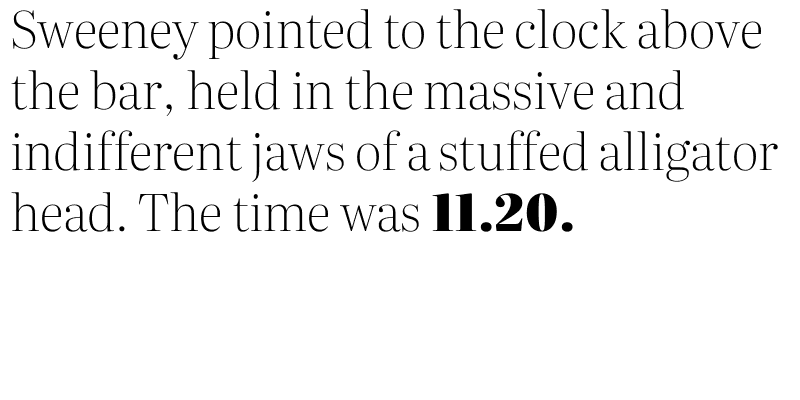 Sweeney pointed to the clock above
the bar, held in the massive and
indifferent jaws of a stuffed alligator
head. The time was 11.20.